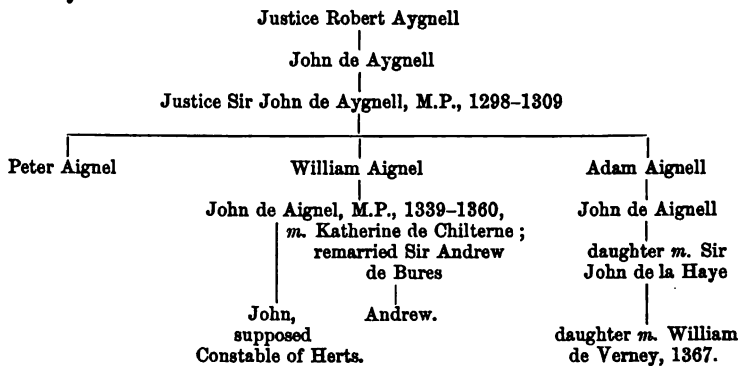 Justice Robert Aygnell
John de Aygnell
Justice Sir John de Aygnell, M.P., 1298–1309
Peter Aignel
William Aignel
Adam Aignell
John de Aignel, M.P., 1339–1360,
m. Katherine de Chilterne ;
remarried Sir Andrew
de Bures
John de Aignell
daughter m. Sir
John de la Haye
John,
supposed
Constable of Herts.
Andrew.
daughter m. William
de Verney, 1367.